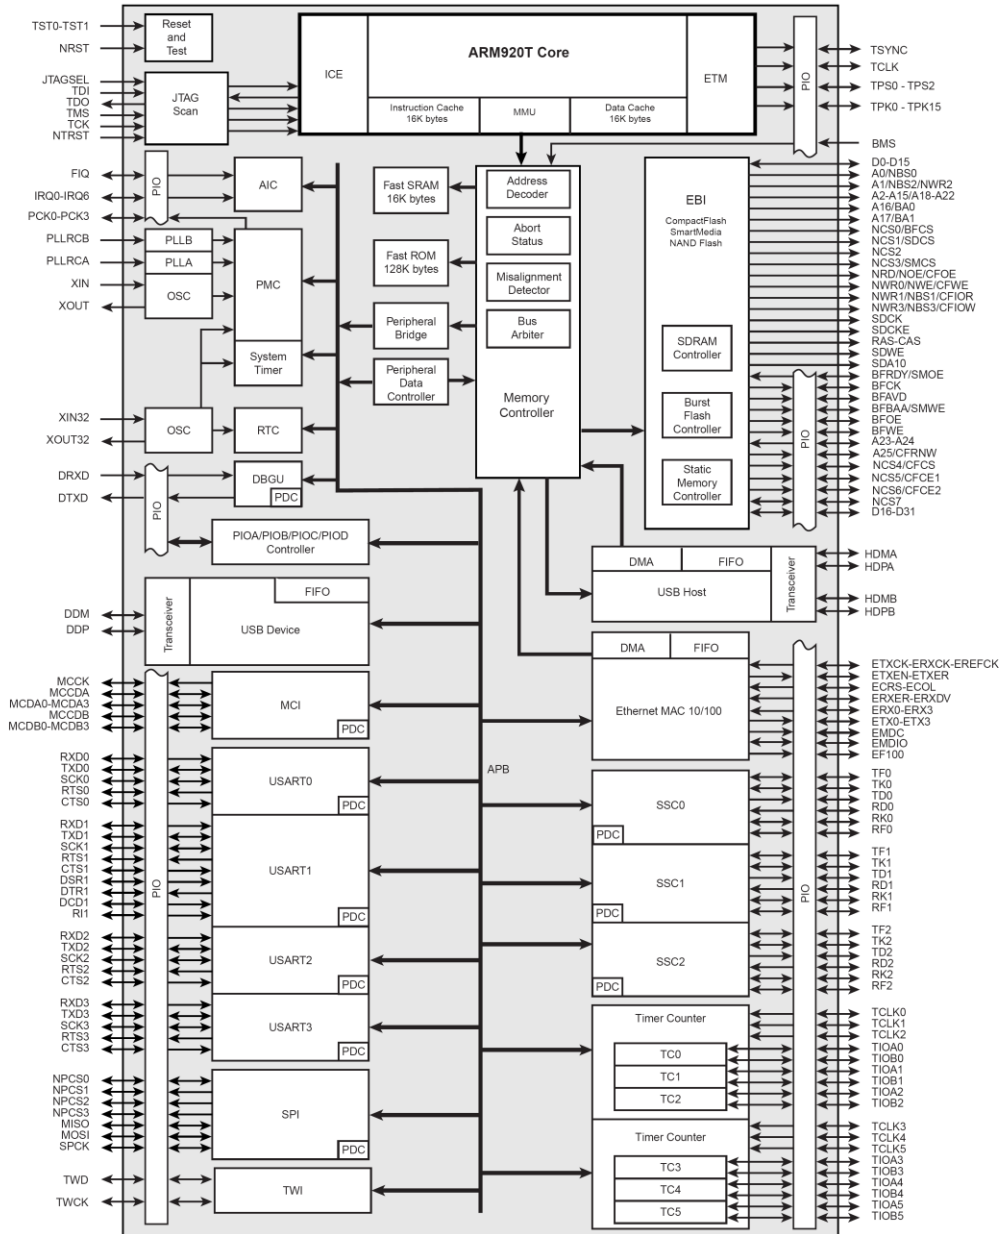 TST0-TST1
NRST
Reset
and
Test
JTAGSEL
TDI
TDO
TMS
TCK
NTRST
JTAG
Scan
ICE
ARM920T Core
Instruction Cache
16K bytes
MMU
Data Cache
16K bytes
ETM
PIO
TSYNC
TCLK
TPS0 - TPS2
TPK0 - TPK15
BMS
FIQ
IRQ0-IRQ6
PCK0-PCK3
PLLRCB
PLLRCA
XIN
XOUT
PIO
AIC
PLLB
PLLA
OSC
PMC
System
Timer
XIN32
XOUT32
OSC
RTC
DRXD
DTXD
PIO
DBGU
PDC
PIOA/PIOB/PIOC/PIOD
Controller
Fast SRAM
16K bytes
Fast ROM
128K bytes
Peripheral
Bridge
Peripheral
Data
Controller
Address
Decoder
Abort
Status
Misalignment
Detector
Bus
Arbiter
Memory
Controller
EBI
CompactFlash
SmartMedia
NAND Flash
SDRAM
Controller
Burst
Flash
Controller
Static
Memory
Controller
PIO
D0-D15
A0/NBS0
A1/NBS2/NWR2
A2-A15/A18-A22
A16/BA0
A17/BA1
NCS0/BFCS
NCS1/SDCS
NCS2
NCS3/SMCS
NRD/NOE/CFOE
NWR0/NWE/CFWE
NWR1/NBS1/CFIOR
NWR3/NBS3/CFIOW
SDCK
SDCKE
RAS-CAS
SDWE
SDA10
BFRDY/SMOE
BFCK
BFAVD
BFBAA/SMWE
BFOE
BFWE
A23-A24
A25/CFRNW
NCS4/CFCS
NCS5/CFCE1
NCS6/CFCE2
NCS7
D16-D31
DMA
FIFO
USB Host
Transceiver
HDMA
HDPA
HDMB
HDPB
DDM
DDP
Transceiver
FIFO
USB Device
DMA
FIFO
Ethernet MAC 10/100
ETXCK-ERXCK-EREFCK
ETXEN-ETXER
ECRS-ECOL
ERXER-ERXDV
ERX0-ERX3
ETX0-ETX3
EMDC
EMDIO
EF100
MCCK
MCCDA
MCDA0-MCDA3
MCCDB
MCDB0-MCDB3
MCI
PDC
RXD0
TXD0
SCK0
RTS0
CTS0
USART0
PDC
APB
RXD1
TXD1
SCK1
RTS1
CTS1
DSR1
DTR1
DCD1
RI1
PIO
USART1
PDC
RXD2
TXD2
SCK2
RTS2
CTS2
USART2
PDC
RXD3
TXD3
SCK3
RTS3
CTS3
USART3
PDC
NPCS0
NPCS1
NPCS2
NPCS3
MISO
MOSI
SPCK
SPI
PDC
TWD
TWCK
TWI
SSC0
PDC
TF0
TK0
TD0
RD0
RK0
RF0
SSC1
PDC
PIO
TF1
TK1
TD1
RD1
RK1
RF1
SSC2
PDC
TF2
TK2
TD2
RD2
RK2
RF2
Timer Counter
TC0
TC1
TC2
TCLK0
TCLK1
TCLK2
TIOA0
TIOB0
TIOA1
TIOB1
TIOA2
TIOB2
Timer Counter
TC3
TC4
TC5
TCLK3
TCLK4
TCLK5
TIOA3
TIOB3
TIOA4
TIOB4
TIOA5
TIOB5